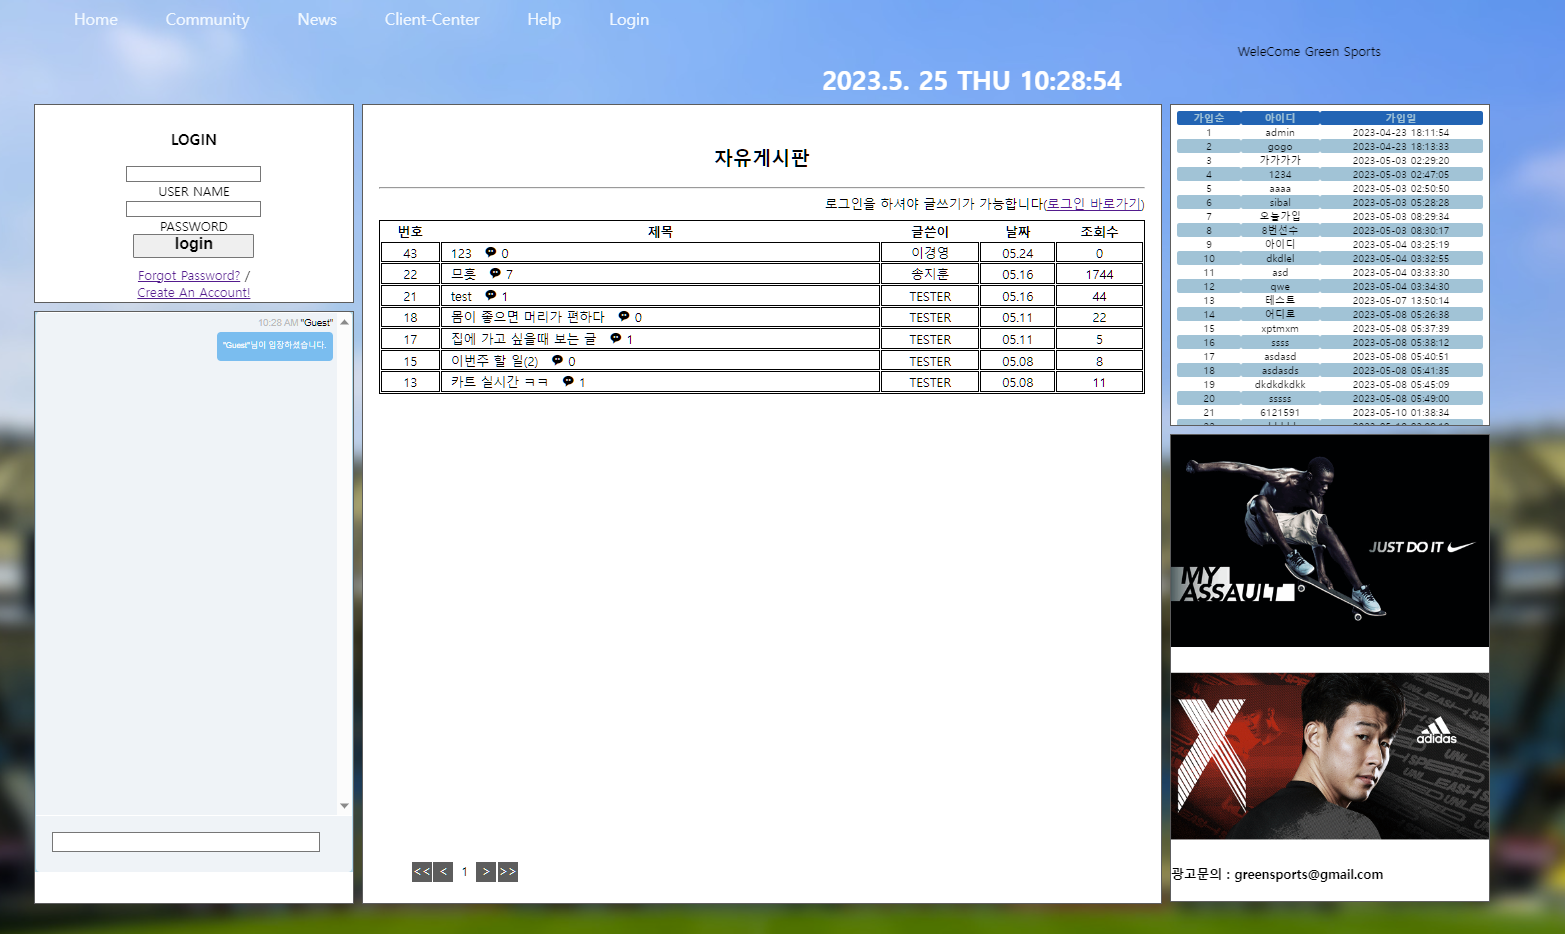 Home Community News Client-Center Help Login
WeleCome Green Sports
2023.5. 25 THU 10:28:54
LOGIN
USER NAME
PASSWORD
login
Forgot Password? /
Create An Account!
10:28 AM "Guest"
"Guest"님이 입장하셨습니다.
자유게시판
로그인을 하셔야 글쓰기가 가능합니다(로그인 바로가기)
번호 제목 글쓴이 날짜 조회수
43 123 0 이경영 05.24 0
22 므흣 7 송지훈 05.16 1744
21 test 1 TESTER 05.16 44
18 몸이 좋으면 머리가 편하다 0 TESTER 05.11 22
17 집에 가고 싶을때 보는 글 1 TESTER 05.11 5
15 이번주 할 일(2) 0 TESTER 05.08 8
13 카트 실시간 ㅋㅋ 1 TESTER 05.08 11
<< < 1 > >>
가입순 아이디 가입일
1 admin 2023-04-23 18:11:54
2 gogo 2023-04-23 18:13:33
3 가가가가 2023-05-03 02:29:20
4 1234 2023-05-03 02:47:05
5 aaaa 2023-05-03 02:50:50
6 sibal 2023-05-03 05:28:28
7 오늘가입 2023-05-03 08:29:34
8 8번선수 2023-05-03 08:30:17
9 아이디 2023-05-04 03:25:19
10 dkdlel 2023-05-04 03:32:55
11 asd 2023-05-04 03:33:30
12 qwe 2023-05-04 03:34:30
13 테스트 2023-05-07 13:50:14
14 어디로 2023-05-08 05:26:38
15 xptmxm 2023-05-08 05:37:39
16 ssss 2023-05-08 05:38:12
17 asdasd 2023-05-08 05:40:51
18 asdasds 2023-05-08 05:41:35
19 dkdkdkdkk 2023-05-08 05:45:09
20 sssss 2023-05-08 05:49:00
21 6121591 2023-05-10 01:38:34
JUST DO IT
MY
ASSAULT
X
adidas
광고문의 : greensports@gmail.com